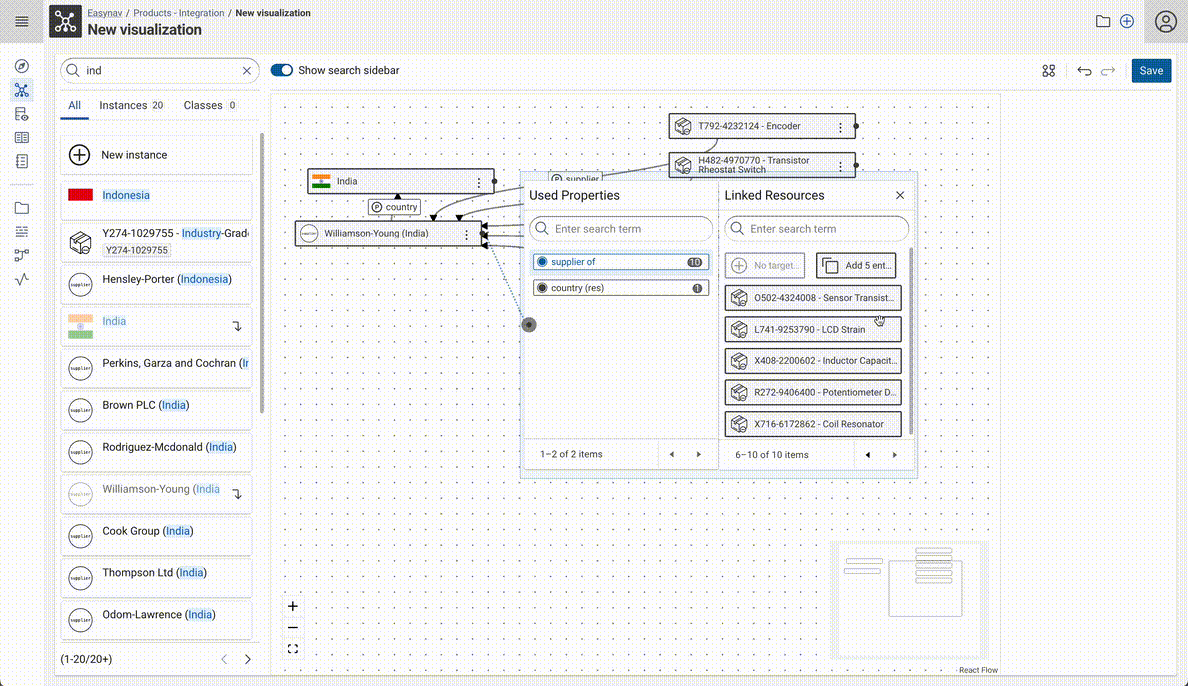 Easynav / Products - Integration / New visualization
New visualization
ind
Show search sidebar
Save
All
Instances 20
Classes 0
New instance
Indonesia
Y274-1029755 - Industry-Grad
Y274-1029755
Hensley-Porter (Indonesia)
India
Perkins, Garza and Cochran (In
Brown PLC (India)
Rodriguez-Mcdonald (India)
Williamson-Young (India
Cook Group (India)
Thompson Ltd (India)
Odom-Lawrence (India)
(1-20/20+)
T792-4232124 - Encoder
H482-4970770 - Transistor
Rheostat Switch
India
supplier
country
Williamson-Young (India)
Used Properties
Enter search term
supplier of 10
country (res) 1
1–2 of 2 items
Linked Resources
Enter search term
No target...
Add 5 ent...
O502-4324008 - Sensor Transist...
L741-9253790 - LCD Strain
X408-2200602 - Inductor Capacit...
R272-9406400 - Potentiometer D...
X716-6172862 - Coil Resonator
6–10 of 10 items
React Flow